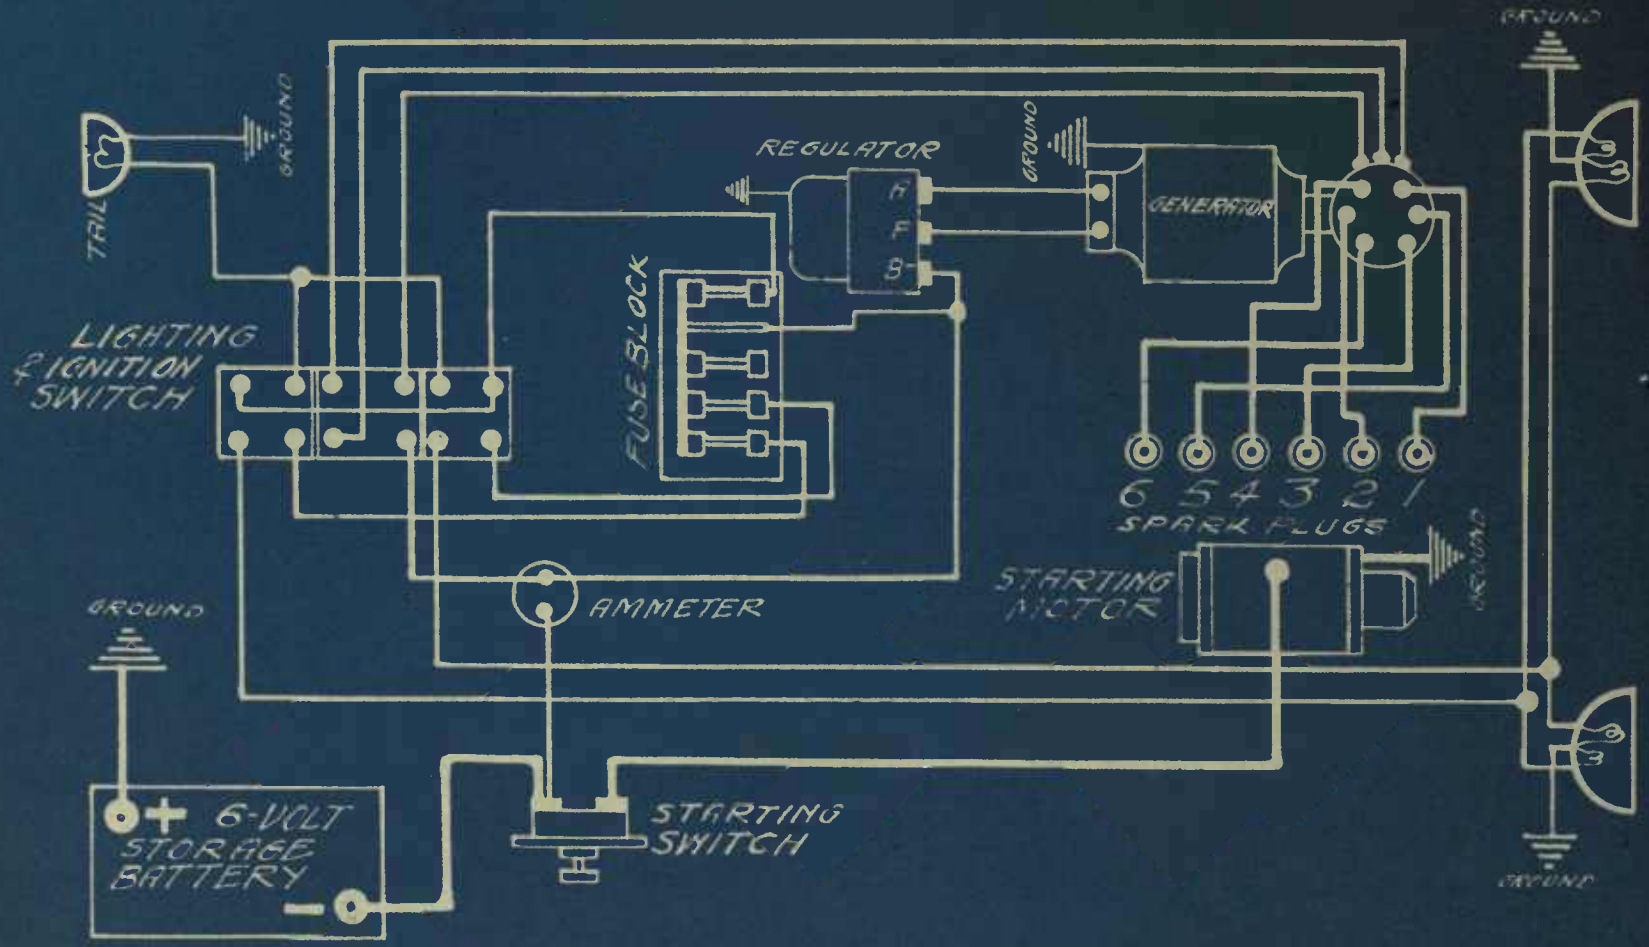 GROUND
GROUND
TAIL
REGULATOR
A
F
B
GROUND
GENERATOR
LIGHTING
& IGNITION
SWITCH
FUSE BLOCK
6 5 4 3 2 1
SPARK PLUGS
STARTING
MOTOR
GROUND
AMMETER
GROUND
+ 6-VOLT
STORAGE
BATTERY
-
STARTING
SWITCH
GROUND